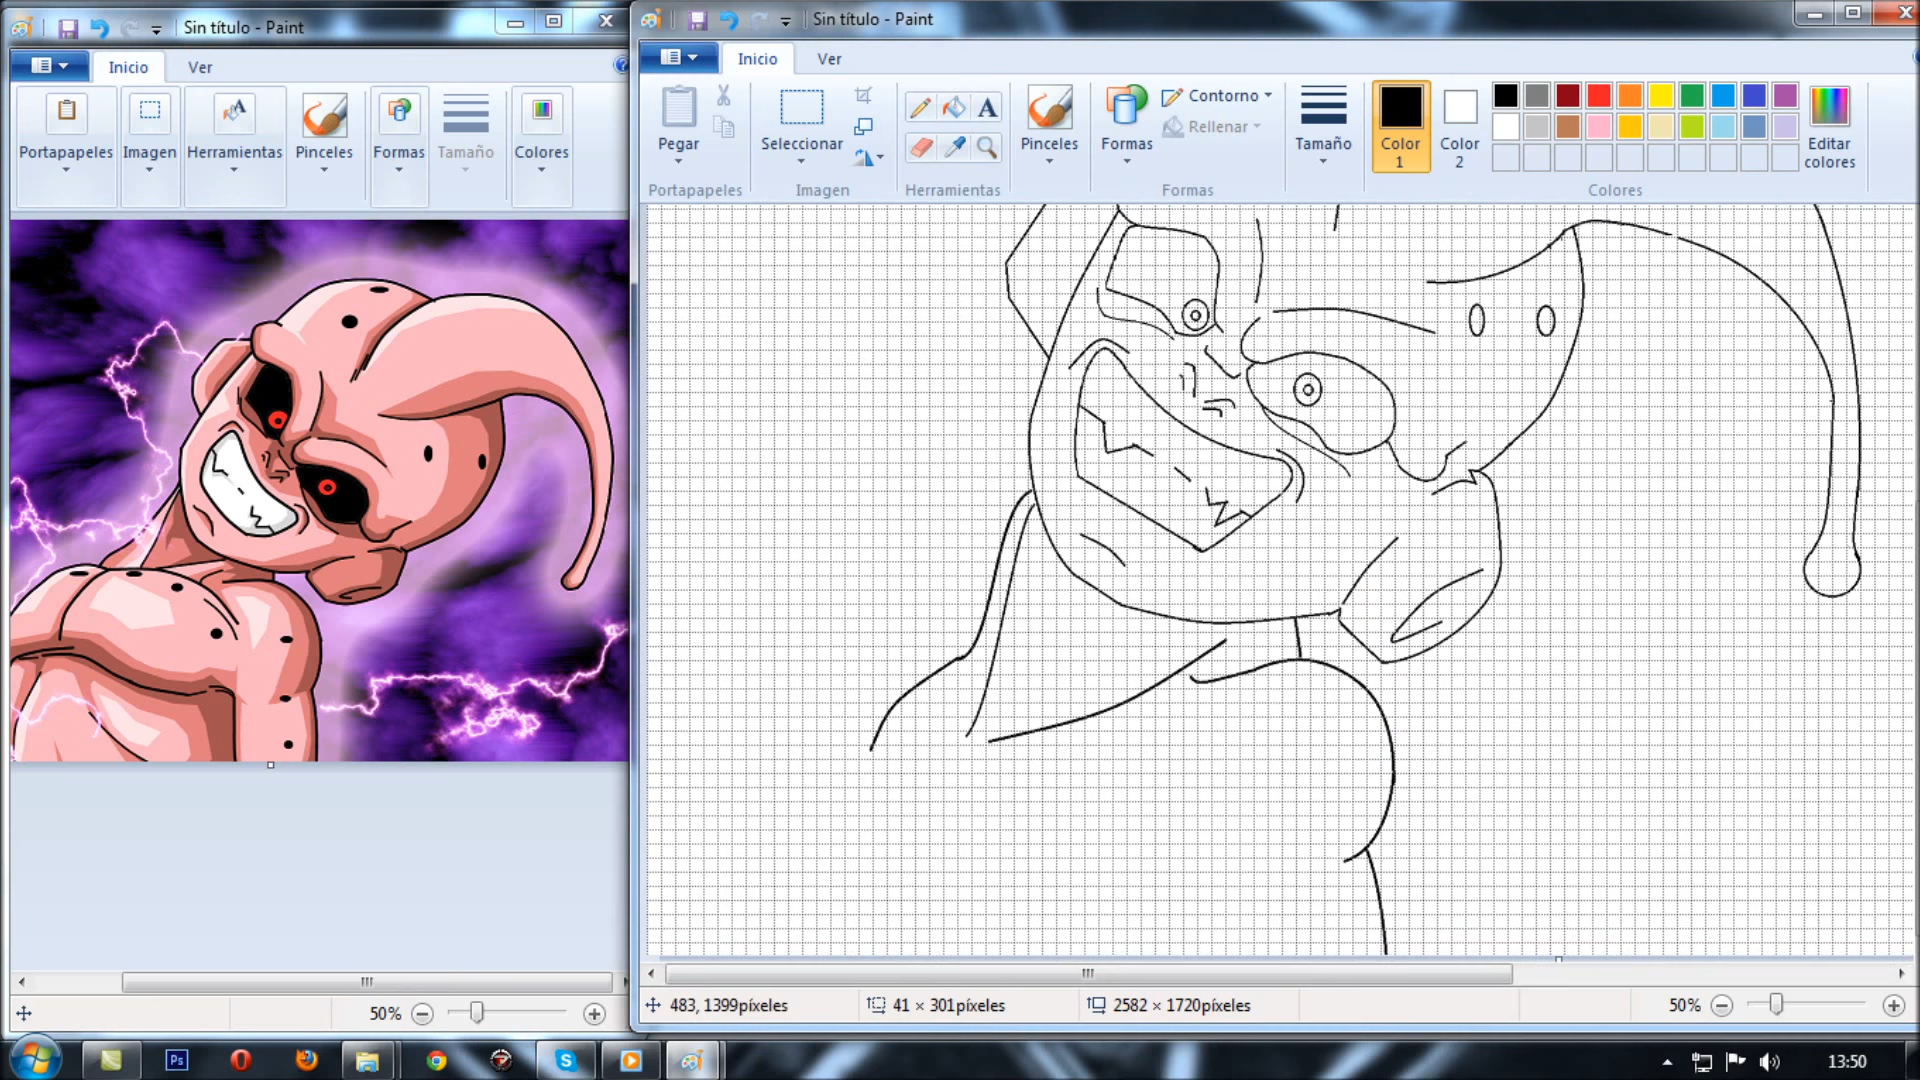 Sin título - Paint
Inicio
Ver
Portapapeles
Imagen
Herramientas
Pinceles
Formas
Tamaño
Colores
50%
Sin título - Paint
Inicio
Ver
Pegar
Seleccionar
A
Pinceles
Formas
Contorno
Rellenar
Tamaño
Color 1
Color 2
Editar colores
Portapapeles
Imagen
Herramientas
Formas
Colores
483, 1399píxeles
41 × 301píxeles
2582 × 1720píxeles
50%
Ps
13:50